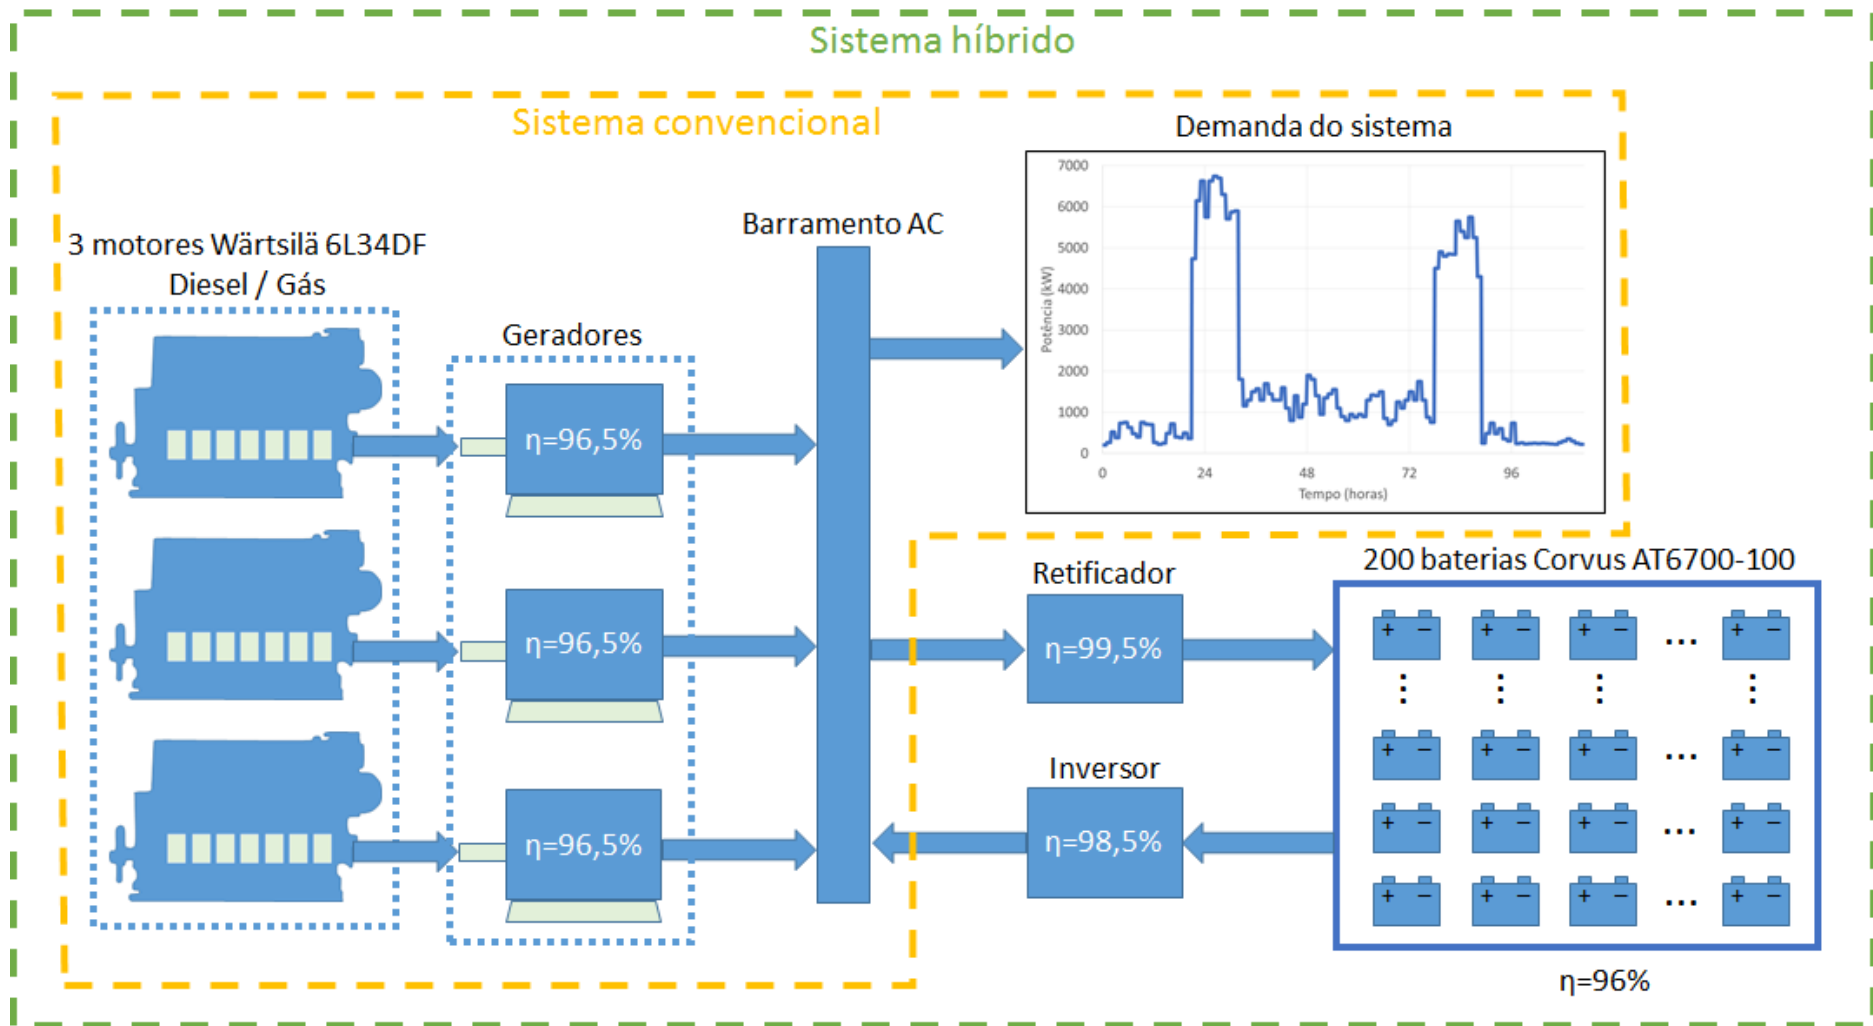 Sistema híbrido
Sistema convencional
Demanda do sistema
7000
6000
5000
4000
3000
2000
1000
0
Potência (kW)
0 24 48 72 96
Tempo (horas)
3 motores Wärtsilä 6L34DF
Diesel / Gás
Geradores
Barramento AC
η=96,5%
η=96,5%
η=96,5%
Retificador
η=99,5%
Inversor
η=98,5%
200 baterias Corvus AT6700-100
+ − + − + − ... + −
⋮ ⋮ ⋮ ⋮
+ − + − + − ... + −
+ − + − + − ... + −
+ − + − + − ... + −
η=96%